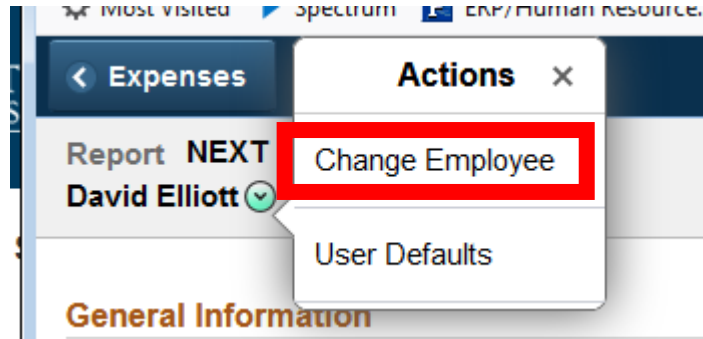 Most Visited Spectrum ERP/Human Resource.
Expenses
Actions ×
Report NEXT
Change Employee
David Elliott
User Defaults
General Information